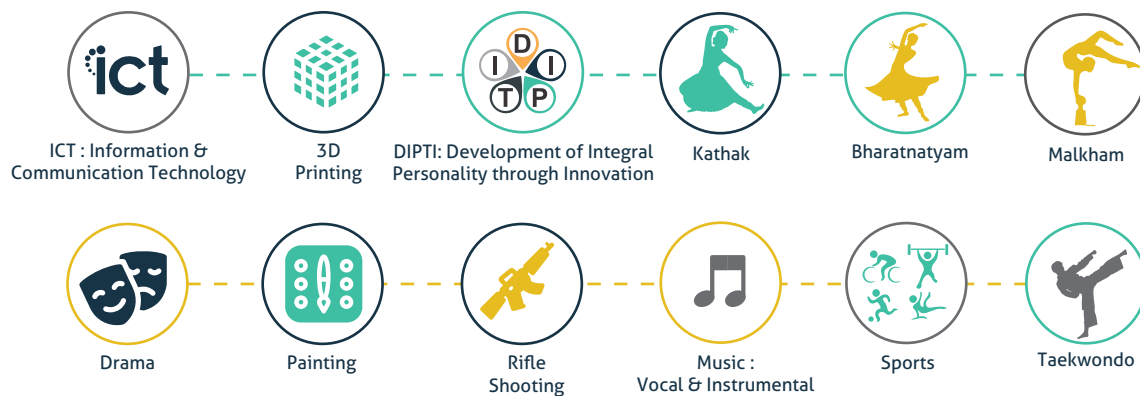 ict
D
I
I
T
P
ICT : Information &
Communication Technology
3D
Printing
DIPTI: Development of Integral
Personality through Innovation
Kathak
Bharatnatyam
Malkham
Drama
Painting
Rifle
Shooting
Music :
Vocal & Instrumental
Sports
Taekwondo